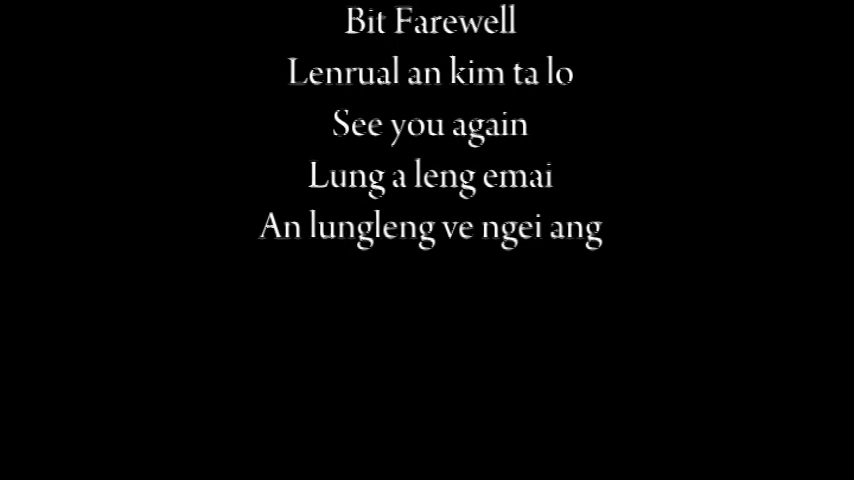 Bit Farewell
Lenrual an kim ta lo
See you again
Lung a leng emai
An lungleng ve ngei ang